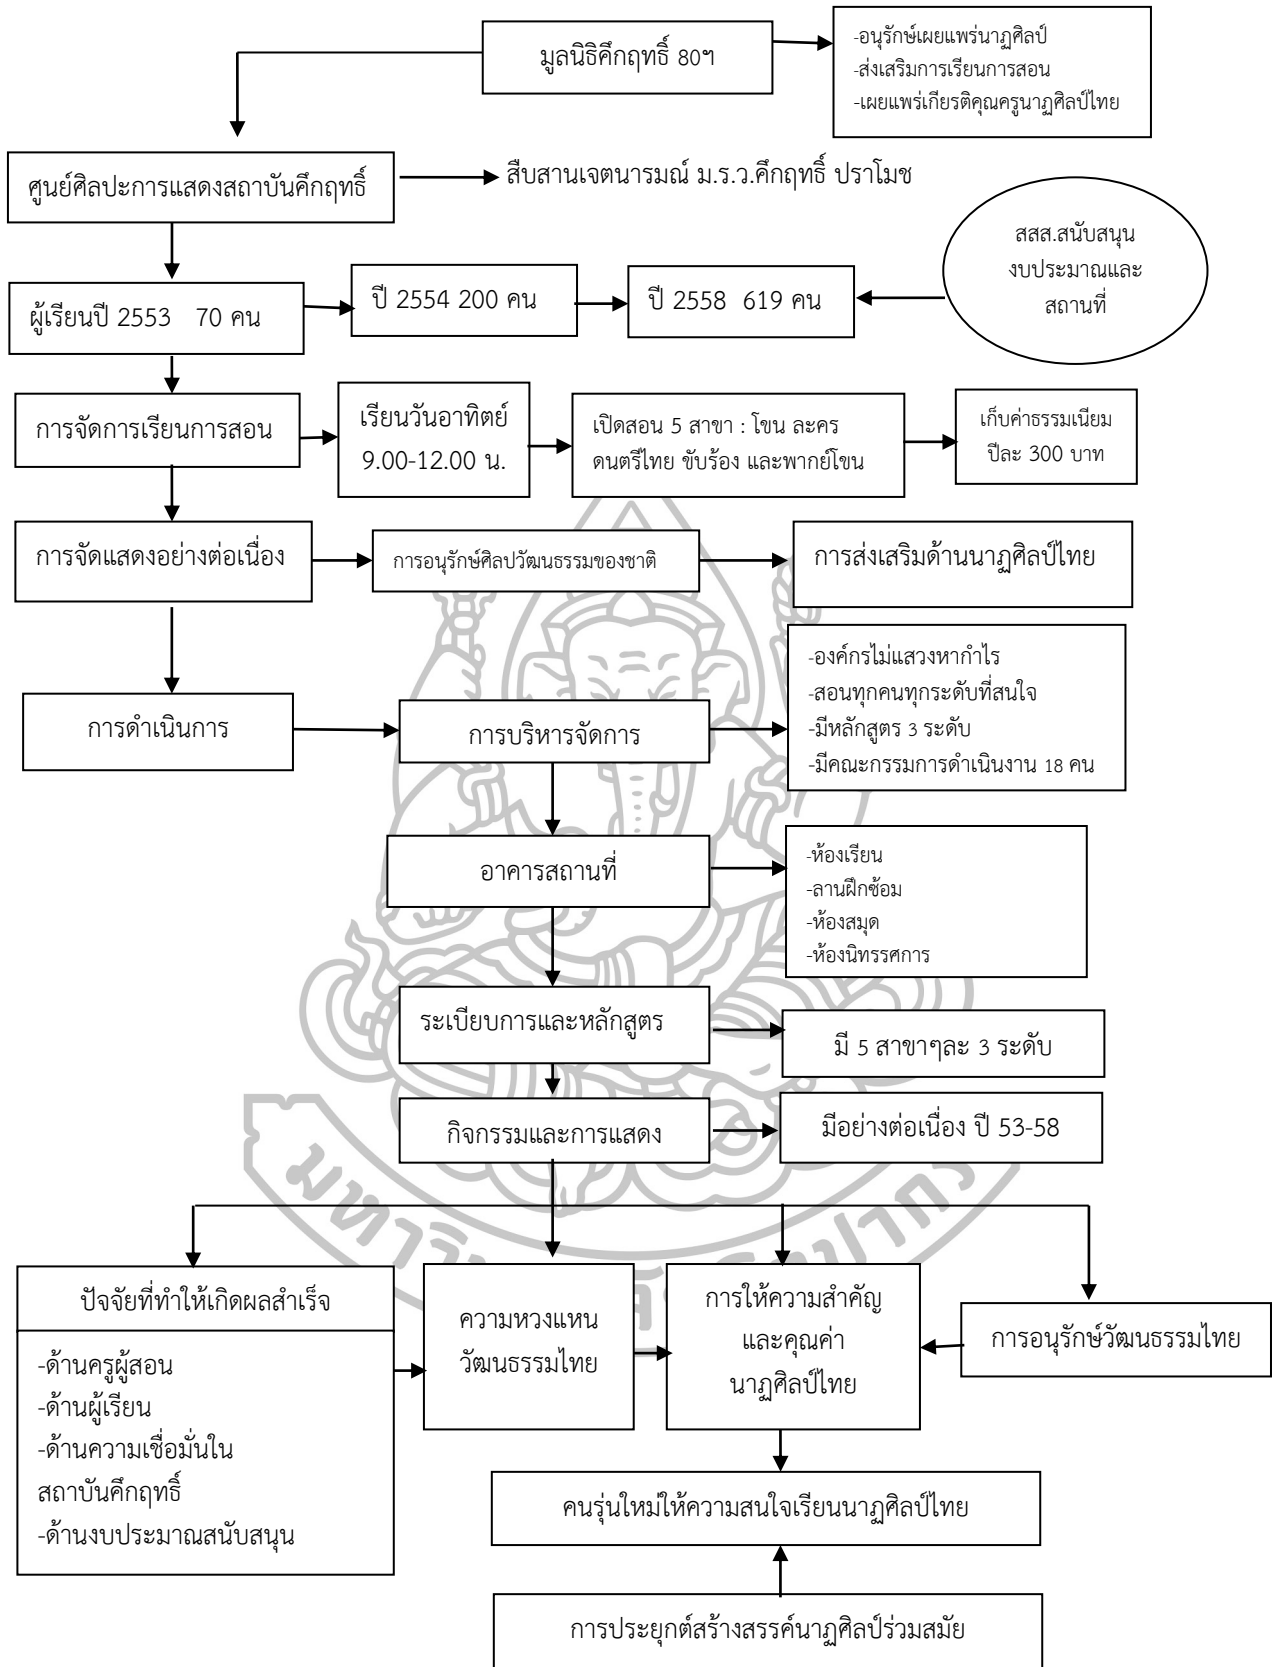 มูลนิธิคึกฤทธิ์ 80ฯ
-อนุรักษ์เผยแพร่นาฏศิลป์
-ส่งเสริมการเรียนการสอน
-เผยแพร่เกียรติคุณครูนาฏศิลป์ไทย
ศูนย์ศิลปะการแสดงสถาบันคึกฤทธิ์
สืบสานเจตนารมณ์ ม.ร.ว.คึกฤทธิ์ ปราโมช
สสส.สนับสนุน
งบประมาณและ
สถานที่
ผู้เรียนปี 2553 70 คน
ปี 2554 200 คน
ปี 2558 619 คน
การจัดการเรียนการสอน
เรียนวันอาทิตย์
9.00-12.00 น.
เปิดสอน 5 สาขา : โขน ละคร
ดนตรีไทย ขับร้อง และพากย์โขน
เก็บค่าธรรมเนียม
ปีละ 300 บาท
การจัดแสดงอย่างต่อเนื่อง
การอนุรักษ์ศิลปวัฒนธรรมของชาติ
การส่งเสริมด้านนาฏศิลป์ไทย
การดำเนินการ
การบริหารจัดการ
-องค์กรไม่แสวงหากำไร
-สอนทุกคนทุกระดับที่สนใจ
-มีหลักสูตร 3 ระดับ
-มีคณะกรรมการดำเนินงาน 18 คน
อาคารสถานที่
-ห้องเรียน
-ลานฝึกซ้อม
-ห้องสมุด
-ห้องนิทรรศการ
ระเบียบการและหลักสูตร
มี 5 สาขาๆละ 3 ระดับ
กิจกรรมและการแสดง
มีอย่างต่อเนื่อง ปี 53-58
ปัจจัยที่ทำให้เกิดผลสำเร็จ
-ด้านครูผู้สอน
-ด้านผู้เรียน
-ด้านความเชื่อมั่นใน
สถาบันคึกฤทธิ์
-ด้านงบประมาณสนับสนุน
ความหวงแหน
วัฒนธรรมไทย
การให้ความสำคัญ
และคุณค่า
นาฏศิลป์ไทย
การอนุรักษ์วัฒนธรรมไทย
คนรุ่นใหม่ให้ความสนใจเรียนนาฏศิลป์ไทย
การประยุกต์สร้างสรรค์นาฏศิลป์ร่วมสมัย